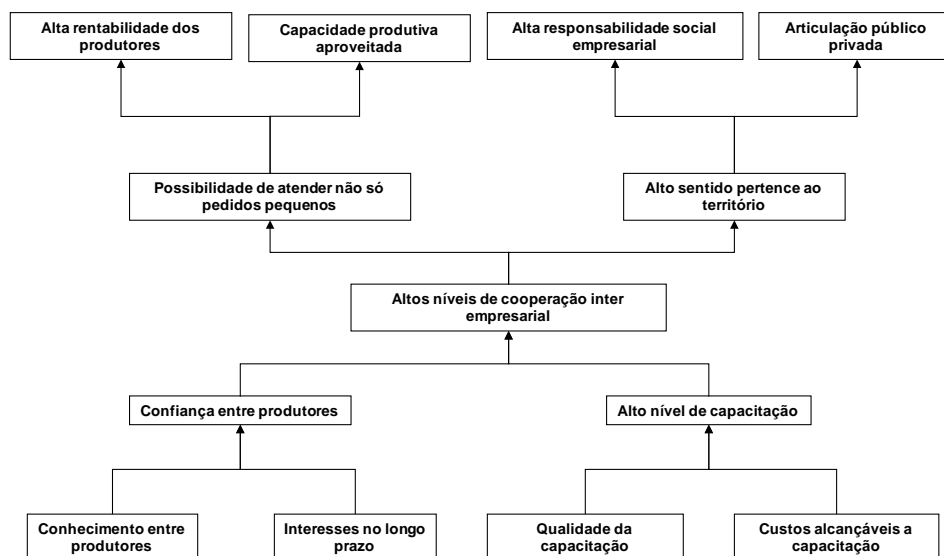 Alta rentabilidade dos
produtores
Capacidade produtiva
aproveitada
Alta responsabilidade social
empresarial
Articulação público
privada
Possibilidade de atender não só
pedidos pequenos
Alto sentido pertence ao
território
Altos níveis de cooperação inter
empresarial
Confiança entre produtores
Alto nível de capacitação
Conhecimento entre
produtores
Interesses no longo
prazo
Qualidade da
capacitação
Custos alcançáveis a
capacitação